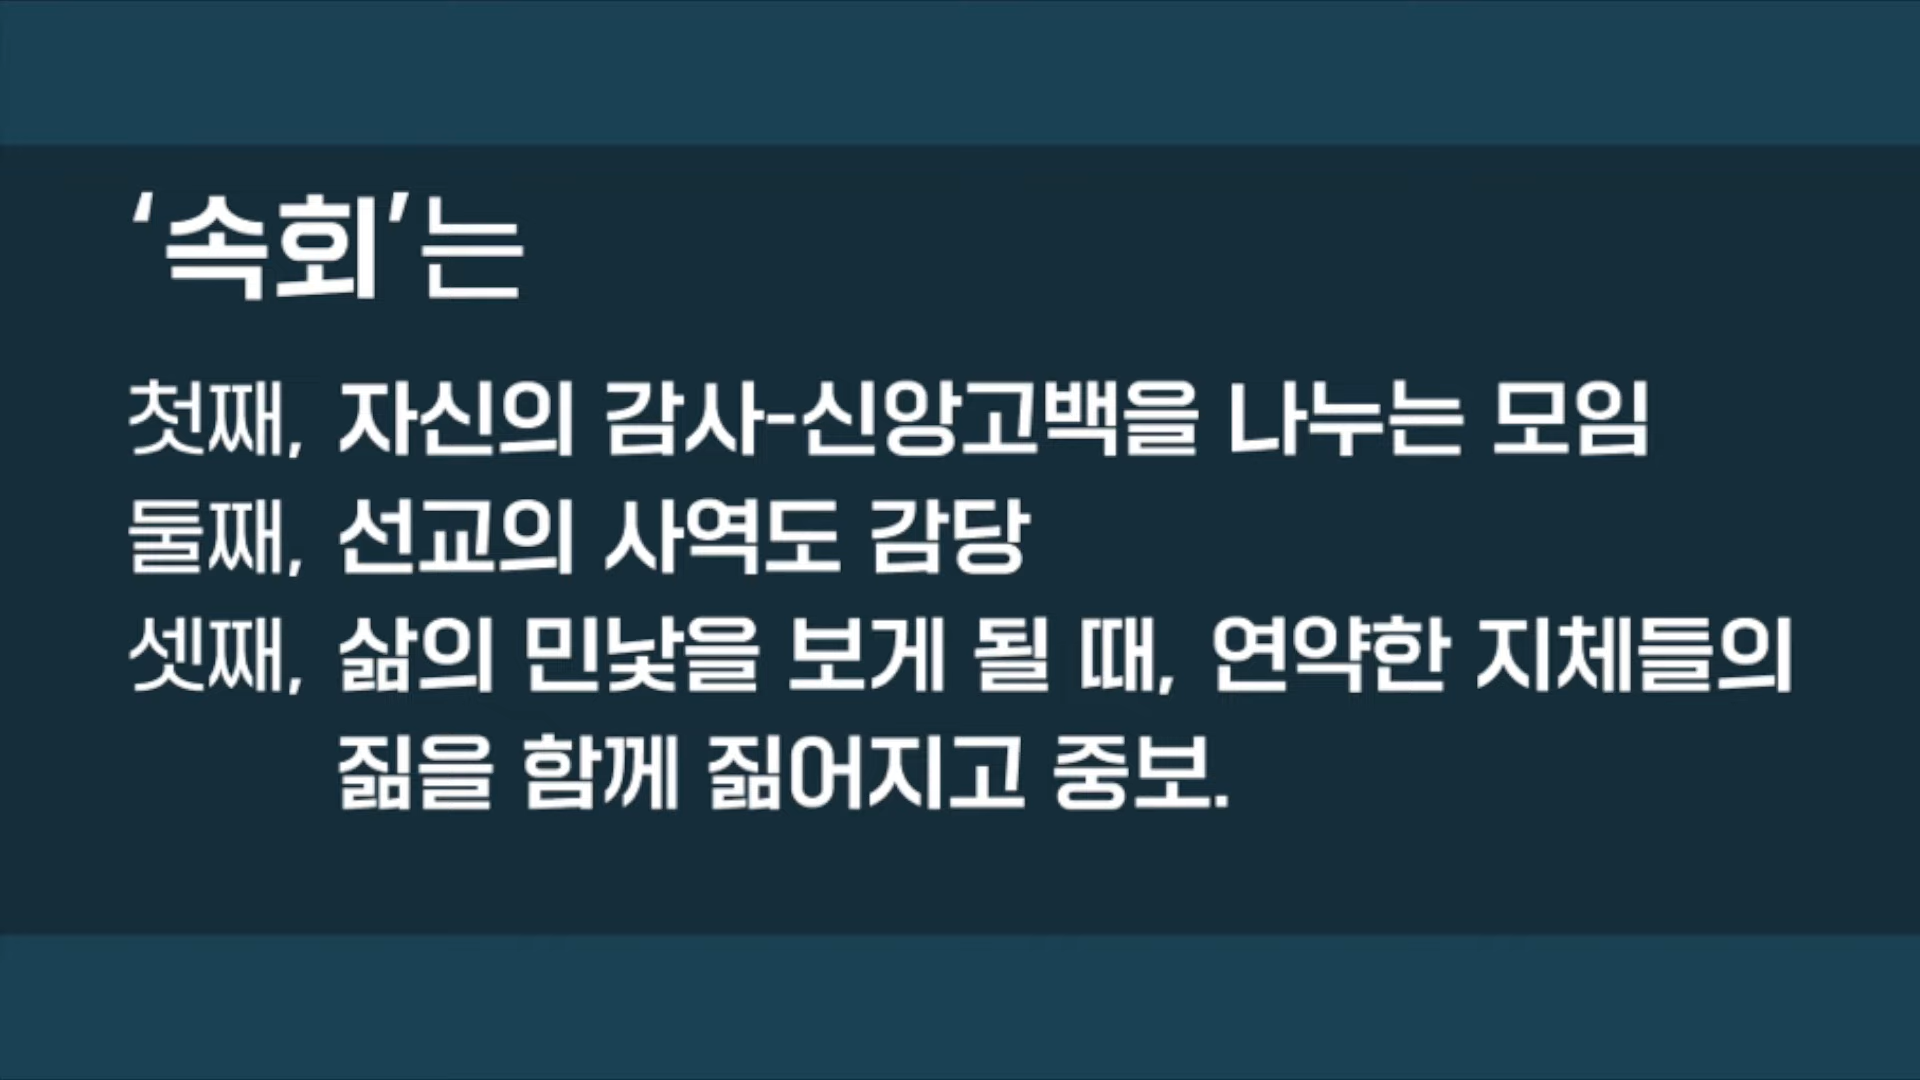 ‘속회’는
첫째, 자신의 감사-신앙고백을 나누는 모임
둘째, 선교의 사역도 감당
셋째, 삶의 민낯을 보게 될 때, 연약한 지체들의
짊을 함께 짊어지고 중보.